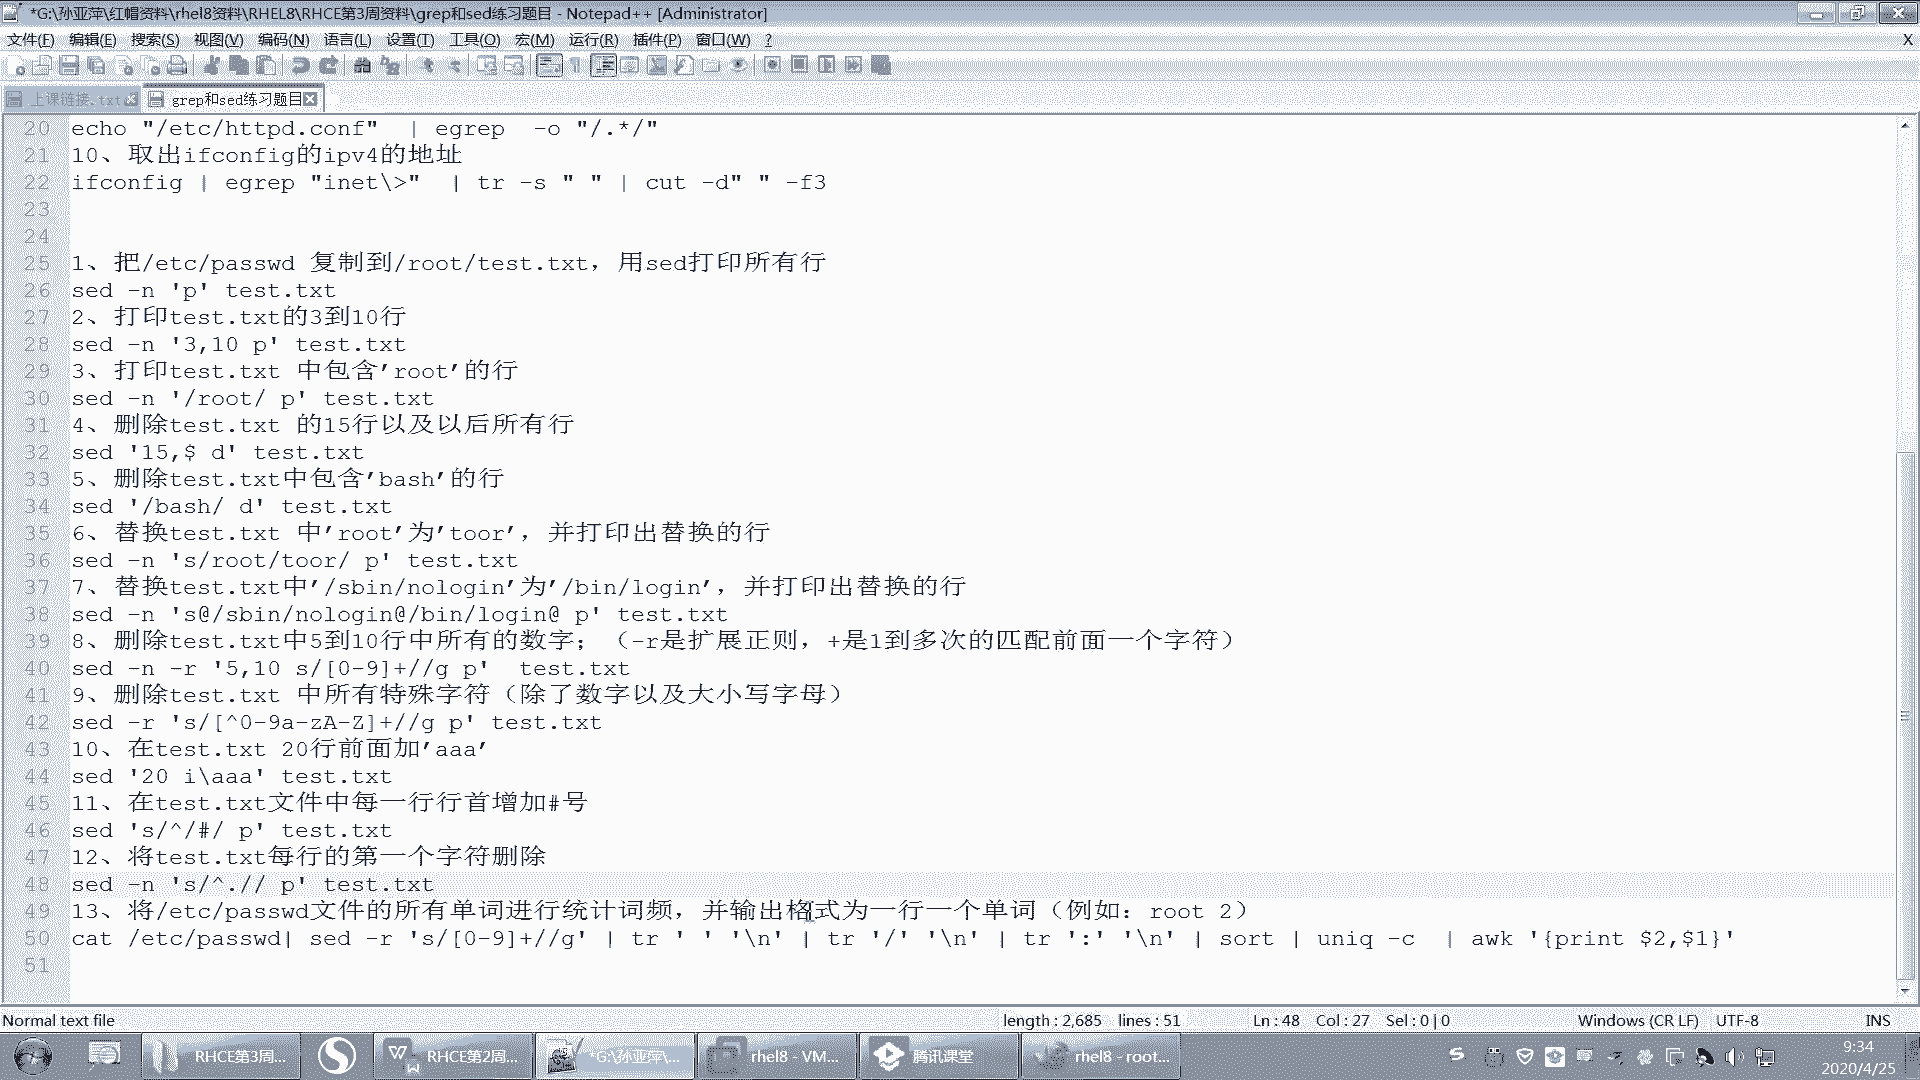 *G:\孙亚萍\红帽资料\rhel8资料\RHEL8\RHCE第3周资料\grep和sed练习题目 - Notepad++ [Administrator]
文件(F) 编辑(E) 搜索(S) 视图(V) 编码(N) 语言(L) 设置(T) 工具(O) 宏(M) 运行(R) 插件(P) 窗口(W) ? X
上课链接.txt grep和sed练习题目
20 echo "/etc/httpd.conf"  | egrep  -o "/.*/"
21 10、取出ifconfig的ipv4的地址
22 ifconfig | egrep "inet\>"  | tr -s " " | cut -d" " -f3
23
24
25 1、把/etc/passwd 复制到/root/test.txt，用sed打印所有行
26 sed -n 'p' test.txt
27 2、打印test.txt的3到10行
28 sed -n '3,10 p' test.txt
29 3、打印test.txt 中包含'root'的行
30 sed -n '/root/ p' test.txt
31 4、删除test.txt 的15行以及以后所有行
32 sed '15,$ d' test.txt
33 5、删除test.txt中包含'bash'的行
34 sed '/bash/ d' test.txt
35 6、替换test.txt 中'root'为'toor'，并打印出替换的行
36 sed -n 's/root/toor/ p' test.txt
37 7、替换test.txt中'/sbin/nologin'为'/bin/login'，并打印出替换的行
38 sed -n 's@/sbin/nologin@/bin/login@ p' test.txt
39 8、删除test.txt中5到10行中所有的数字；（-r是扩展正则，+是1到多次的匹配前面一个字符）
40 sed -n -r '5,10 s/[0-9]+//g p'  test.txt
41 9、删除test.txt 中所有特殊字符（除了数字以及大小写字母）
42 sed -r 's/[^0-9a-zA-Z]+//g p' test.txt
43 10、在test.txt 20行前面加'aaa'
44 sed '20 i\aaa' test.txt
45 11、在test.txt文件中每一行行首增加#号
46 sed 's/^/#/ p' test.txt
47 12、将test.txt每行的第一个字符删除
48 sed -n 's/^.// p' test.txt
49 13、将/etc/passwd文件的所有单词进行统计词频，并输出格式为一行一个单词（例如：root 2）
50 cat /etc/passwd| sed -r 's/[0-9]+//g' | tr ' ' '\n' | tr '/' '\n' | tr ':' '\n' | sort | uniq -c  | awk '{print $2,$1}'
51
Normal text file length : 2,685 lines : 51 Ln : 48 Col : 27 Sel : 0 | 0 Windows (CR LF) UTF-8 INS
RHCE第3周... RHCE第2周... *G:\孙亚萍\... rhel8 - VM... 腾讯课堂 rhel8 - root...
9:34
2020/4/25